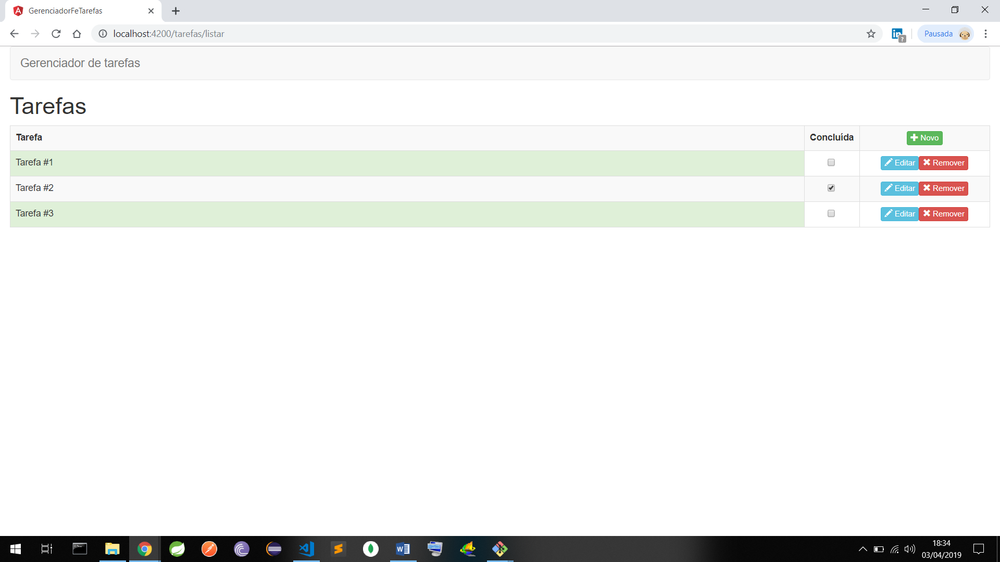 GerenciadorFeTarefas
localhost:4200/tarefas/listar
Pausada
Gerenciador de tarefas
Tarefas
Tarefa Concluída Novo
Tarefa #1 Editar Remover
Tarefa #2 Editar Remover
Tarefa #3 Editar Remover
18:34
03/04/2019